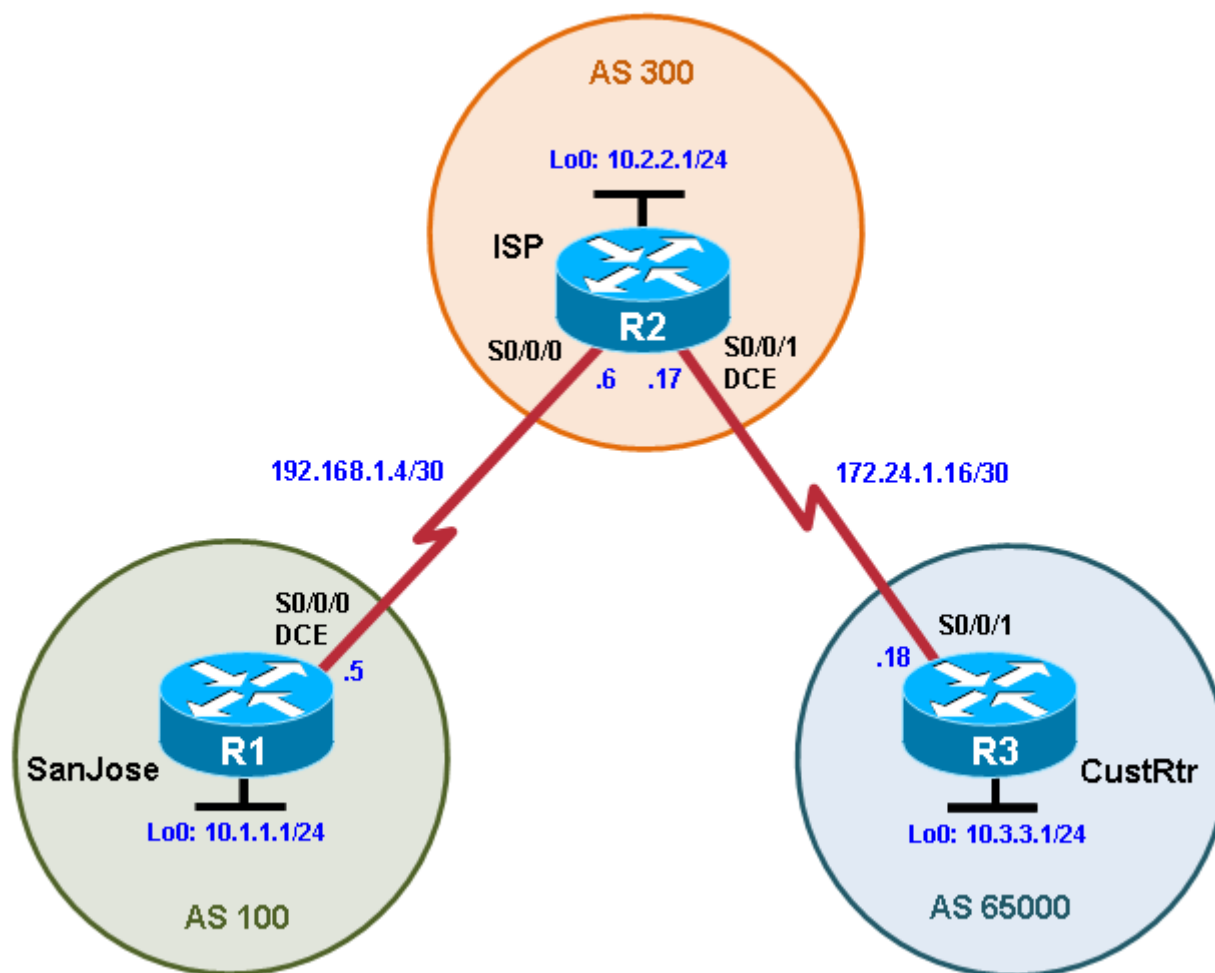 AS 300
Lo0: 10.2.2.1/24
ISP
R2
S0/0/0
S0/0/1
DCE
.6
.17
192.168.1.4/30
172.24.1.16/30
S0/0/0
DCE
.5
S0/0/1
.18
R1
R3
SanJose
CustRtr
Lo0: 10.1.1.1/24
Lo0: 10.3.3.1/24
AS 100
AS 65000